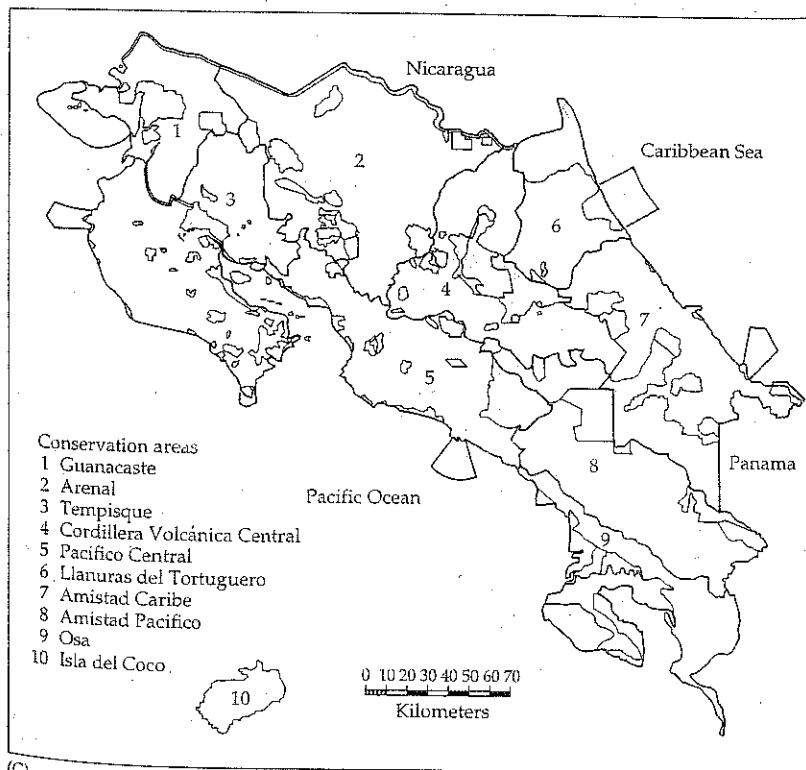 Nicaragua
Caribbean Sea
1
2
3
6
4
7
5
8
Panama
Pacific Ocean
9
Conservation areas
1 Guanacaste
2 Arenal
3 Tempisque
4 Cordillera Volcánica Central
5 Pacifico Central
6 Llanuras del Tortuguero
7 Amistad Caribe
8 Amistad Pacifico
9 Osa
10 Isla del Coco
10
0 10 20 30 40 50 60 70
Kilometers
(C)